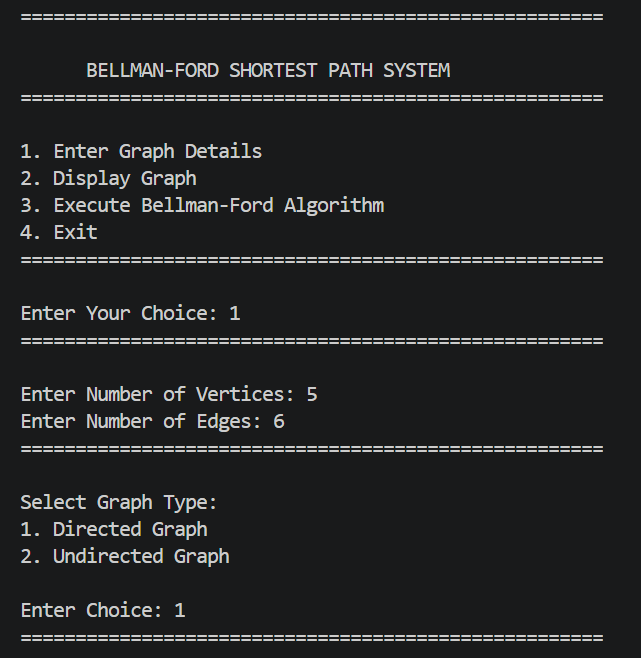 =====================================================
BELLMAN-FORD SHORTEST PATH SYSTEM
=====================================================
1. Enter Graph Details
2. Display Graph
3. Execute Bellman-Ford Algorithm
4. Exit
=====================================================
Enter Your Choice: 1
=====================================================
Enter Number of Vertices: 5
Enter Number of Edges: 6
=====================================================
Select Graph Type:
1. Directed Graph
2. Undirected Graph
Enter Choice: 1
=====================================================